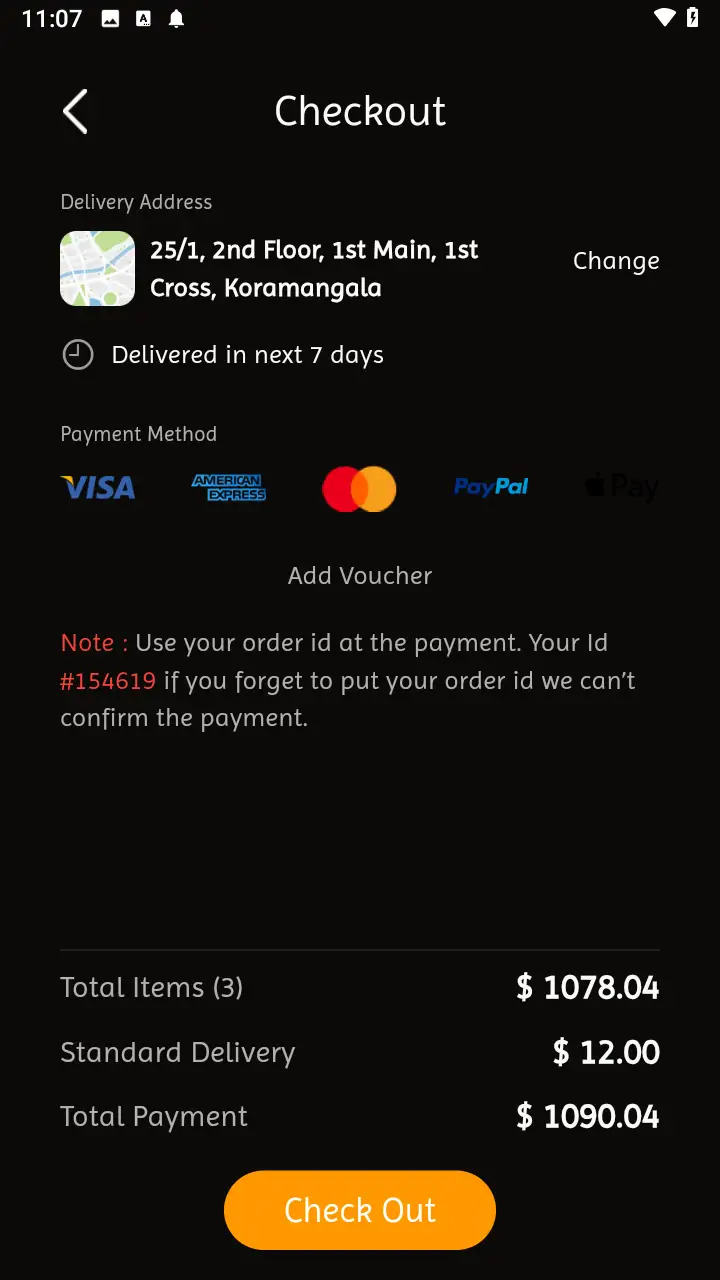 11:07
Checkout
Delivery Address
25/1, 2nd Floor, 1st Main, 1st
Cross, Koramangala
Change
Delivered in next 7 days
Payment Method
VISA
AMERICAN
EXPRESS
PayPal
Pay
Add Voucher
Note : Use your order id at the payment. Your Id
#154619 if you forget to put your order id we can't
confirm the payment.
Total Items (3)
$ 1078.04
Standard Delivery
$ 12.00
Total Payment
$ 1090.04
Check Out